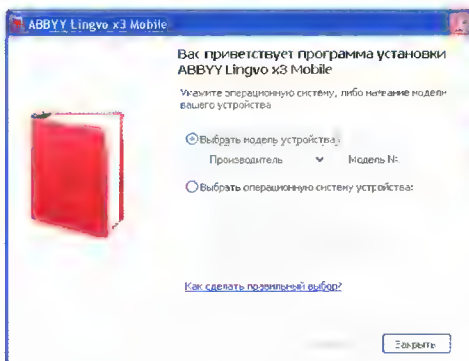 ABBYY Lingvo x3 Mobile
Вас приветствует программа установки
ABBYY Lingvo x3 Mobile
Укажите операционную систему, либо название модели
вашего устройства
Выбрать модель устройства:
Производитель Модель №
Выбрать операционную систему устройства:
Как сделать правильный выбор?
Закрыть